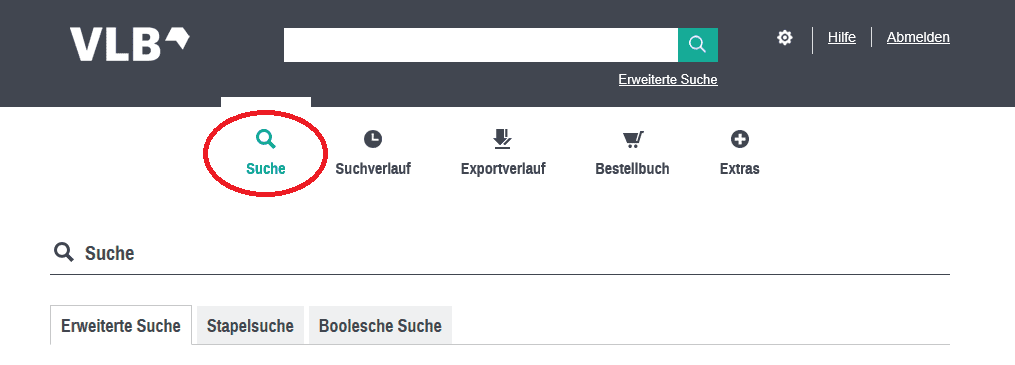 VLB
Hilfe
Abmelden
Erweiterte Suche
Suche
Suchverlauf
Exportverlauf
Bestellbuch
Extras
Suche
Erweiterte Suche
Stapelsuche
Boolesche Suche